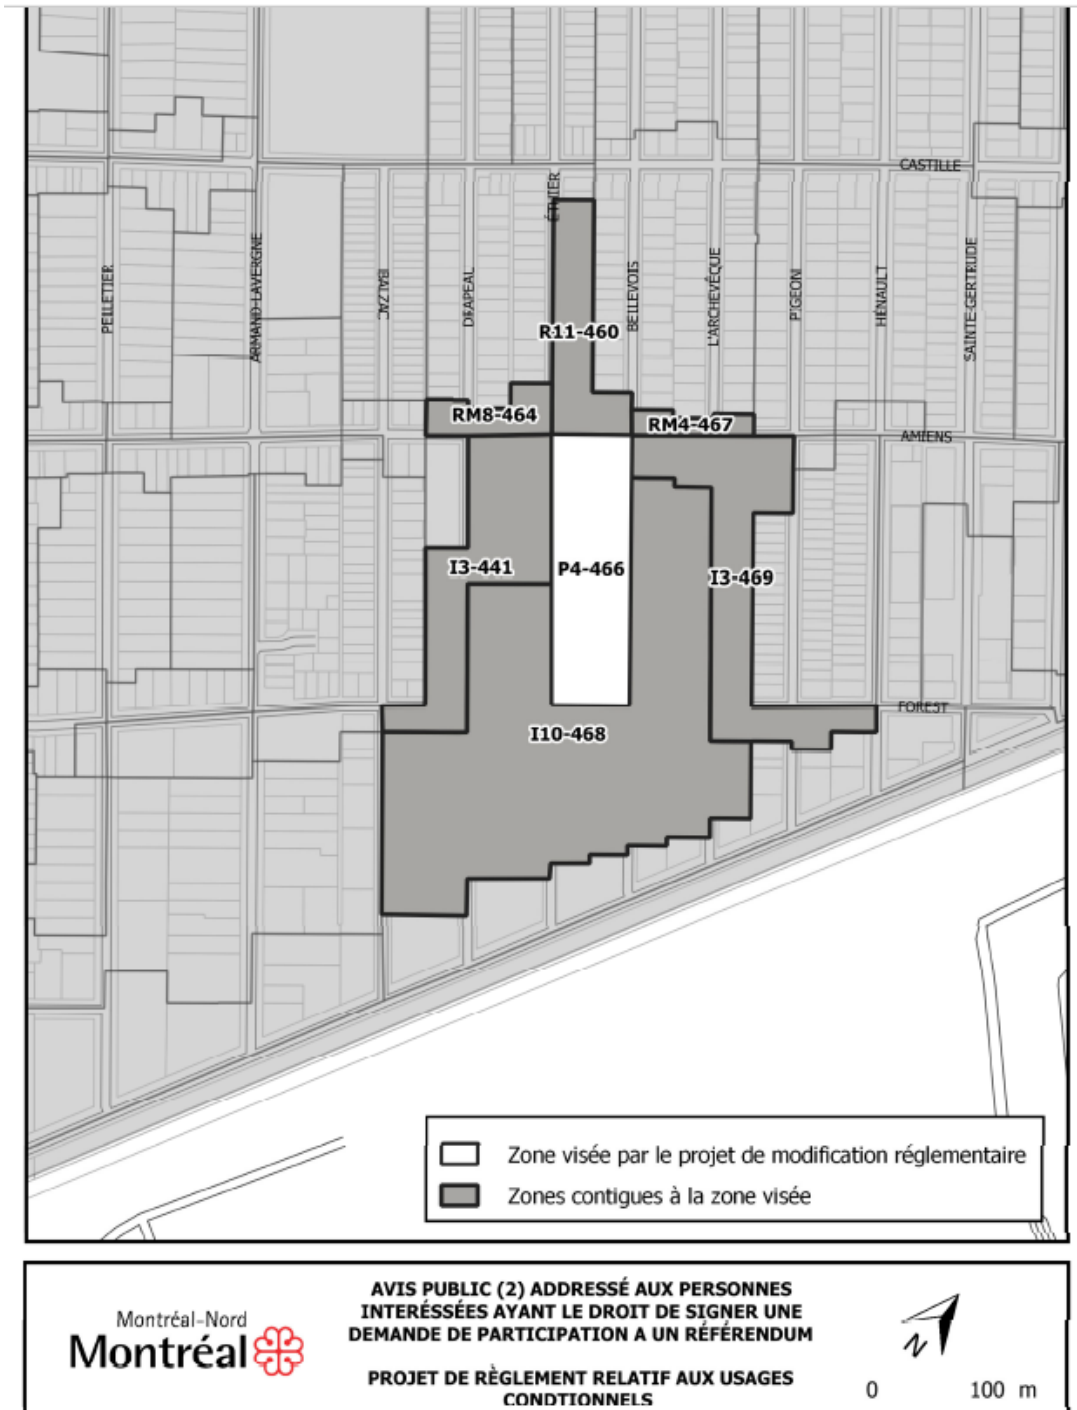 CASTILLE
ÉTHIER
PELLETIER
ARMAND-LAVERGNE
BALZAC
DRAPEAU
BELLEVOIS
L'ARCHEVÊQUE
PIGEON
HÉNAULT
SAINTE-GERTRUDE
R11-460
RM8-464
RM4-467
AMIENS
I3-441
P4-466
I3-469
FOREST
I10-468
Zone visée par le projet de modification réglementaire
Zones contigues à la zone visée
Montréal-Nord
Montréal
AVIS PUBLIC (2) ADDRESSÉ AUX PERSONNES
INTERÉSSÉES AYANT LE DROIT DE SIGNER UNE
DEMANDE DE PARTICIPATION A UN RÉFÉRENDUM
PROJET DE RÈGLEMENT RELATIF AUX USAGES
CONDTIONNELS
N
0 100 m